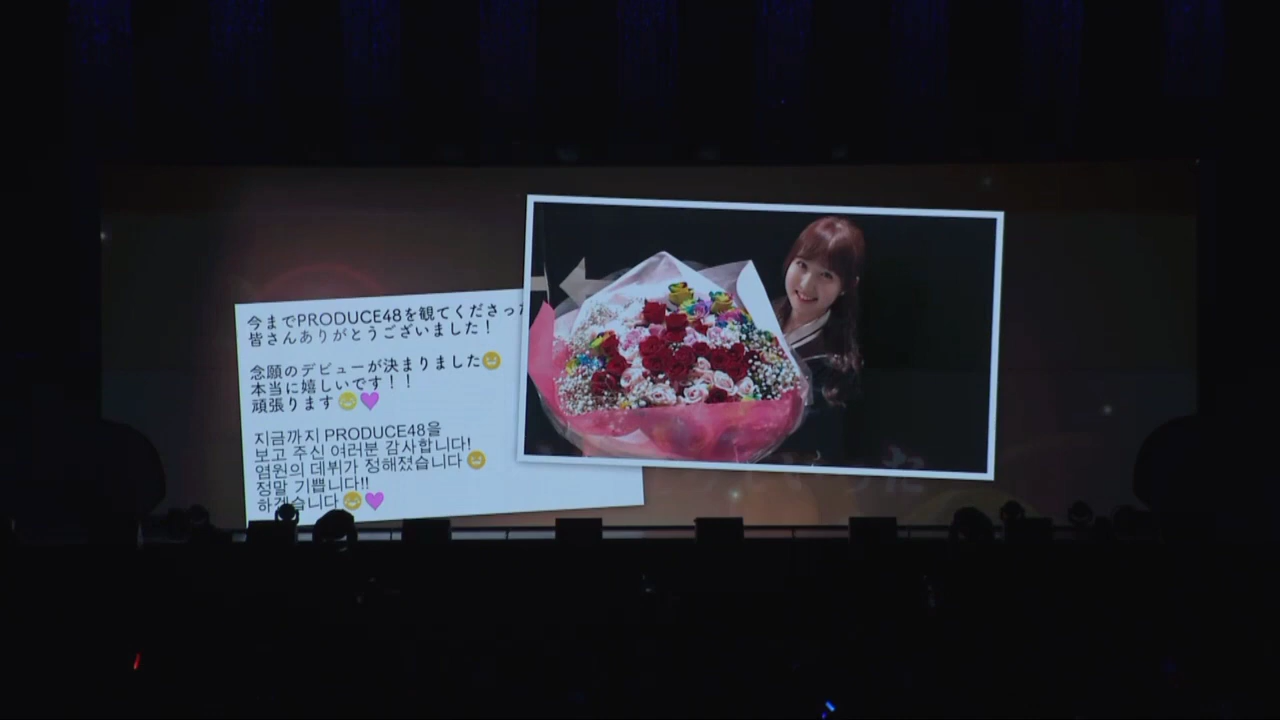 今までPRODUCE48を観てくださった
皆さんありがとうございました！
念願のデビューが決まりました😄
本当に嬉しいです！！
頑張ります😂💜
지금까지 PRODUCE48을
보고 주신 여러분 감사합니다!
염원의 데뷔가 정해졌습니다😄
정말 기쁩니다!!
하겠습니다😂💜